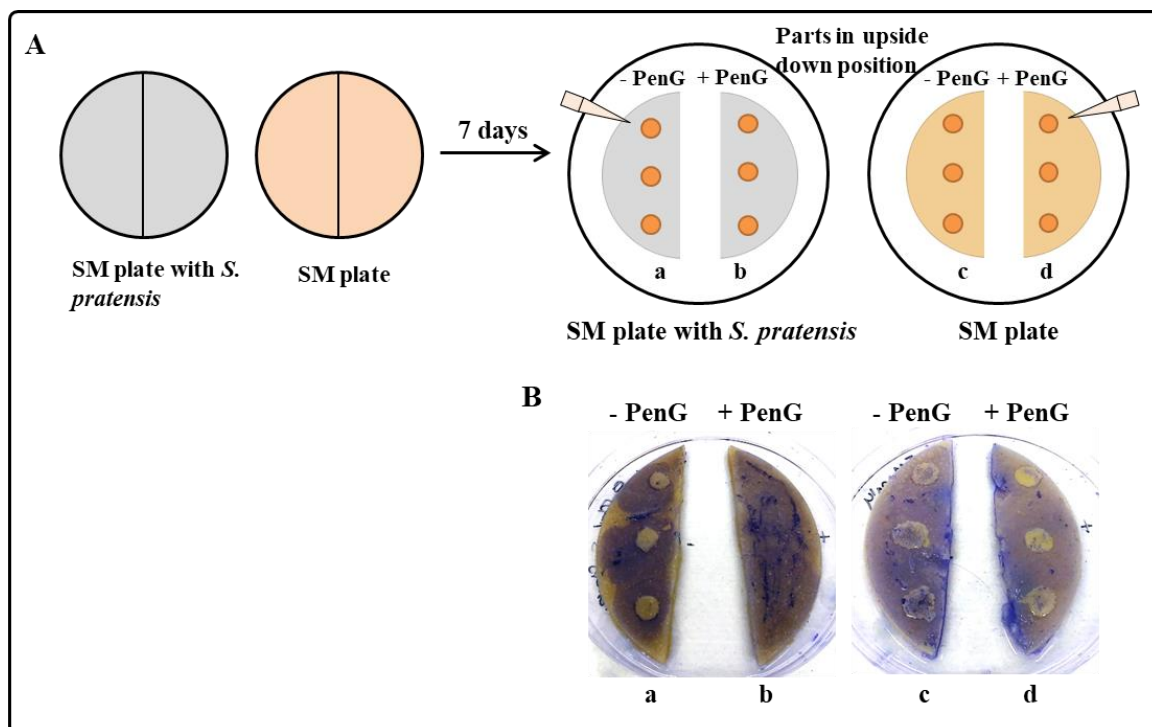 A
Parts in upside
down position
- PenG + PenG
- PenG + PenG
7 days
a
b
c
d
SM plate with S.
pratensis
SM plate
SM plate with S. pratensis
SM plate
B
- PenG + PenG
- PenG + PenG
+
+
a
b
c
d